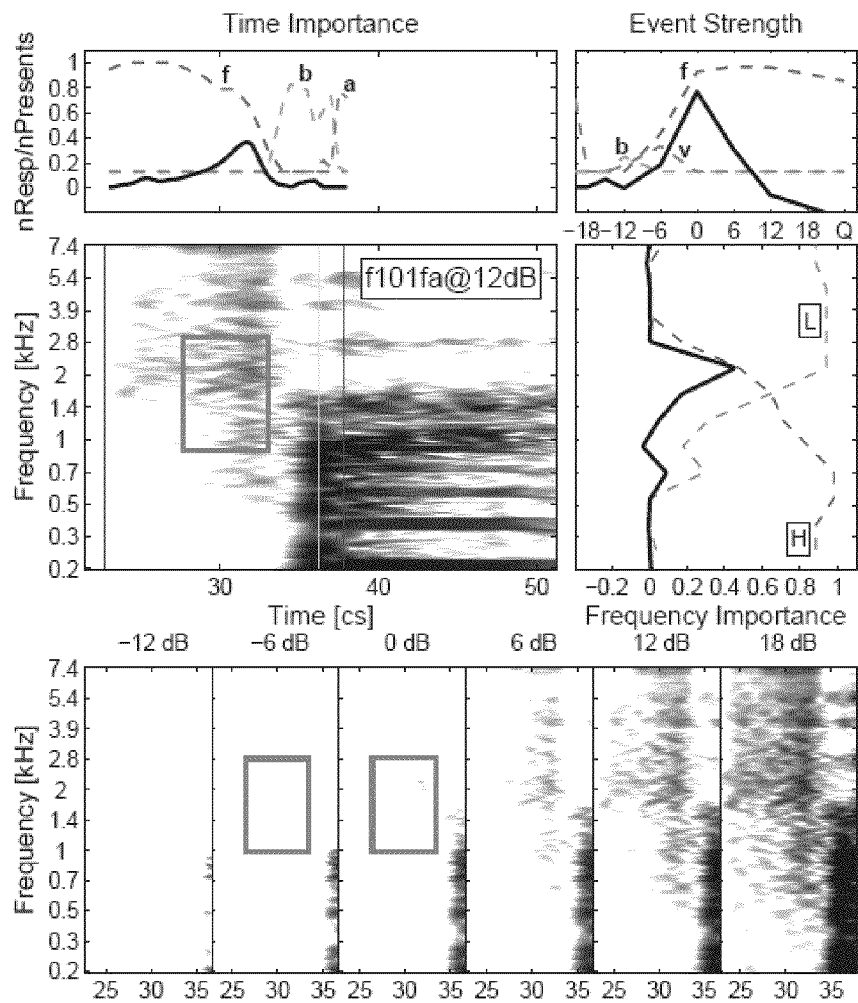 Time Importance Event Strength
nResp/nPresents
1
0.8
0.6
0.4
0.2
0
f b a
f b v
−18 −12 −6 0 6 12 18 Q
Frequency [kHz]
7.4
5.4
3.9
2.8
2
1.4
1
0.7
0.5
0.3
0.2
f101fa@12dB
L
H
30 40 50
−0.2 0 0.2 0.4 0.6 0.8 1
Time [cs] Frequency Importance
−12 dB −6 dB 0 dB 6 dB 12 dB 18 dB
Frequency [kHz]
7.4
5.4
3.9
2.8
2
1.4
1
0.7
0.5
0.3
0.2
25 30 35 25 30 35 25 30 35 25 30 35 25 30 35 25 30 35